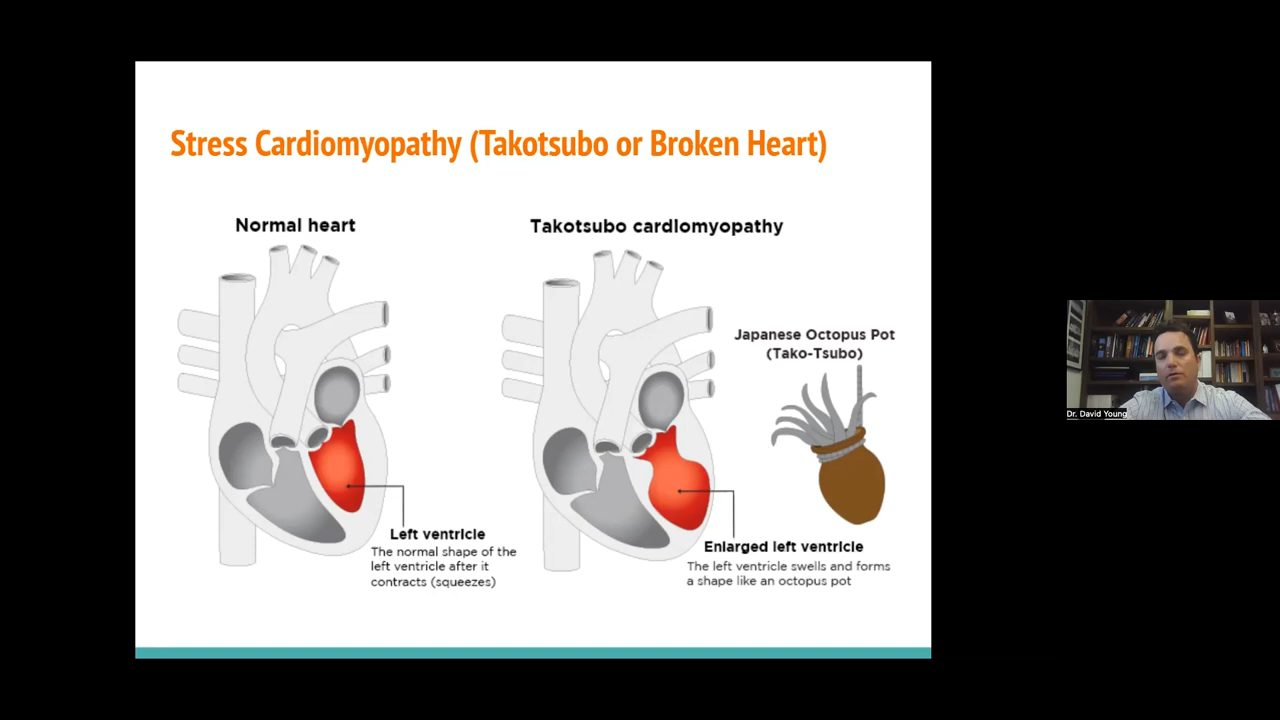 Stress Cardiomyopathy (Takotsubo or Broken Heart)
Normal heart
Left ventricle
The normal shape of the
left ventricle after it
contracts (squeezes)
Takotsubo cardiomyopathy
Enlarged left ventricle
The left ventricle swells and forms
a shape like an octopus pot
Japanese Octopus Pot
(Tako-Tsubo)
Dr. David Young